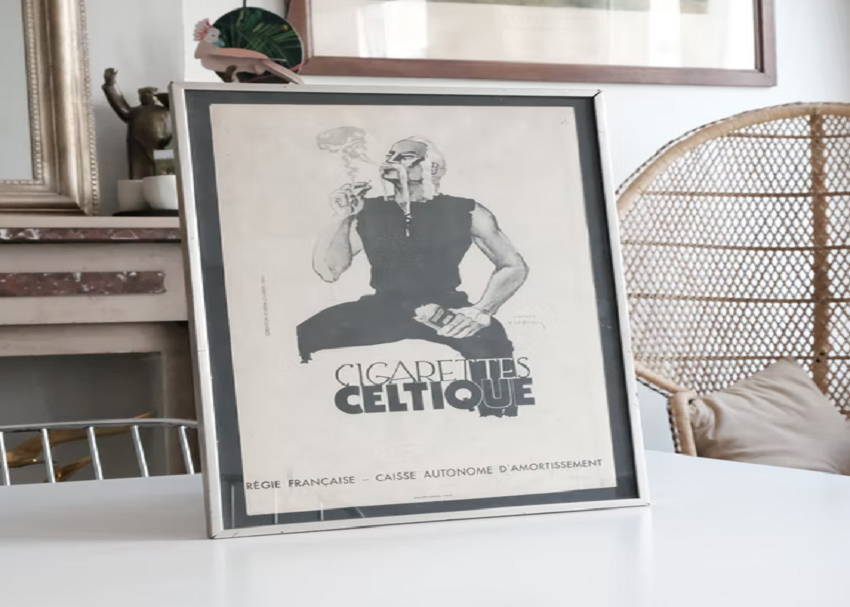 CIGARETTES
CELTIQUE
RÉGIE FRANÇAISE – CAISSE AUTONOME D'AMORTISSEMENT